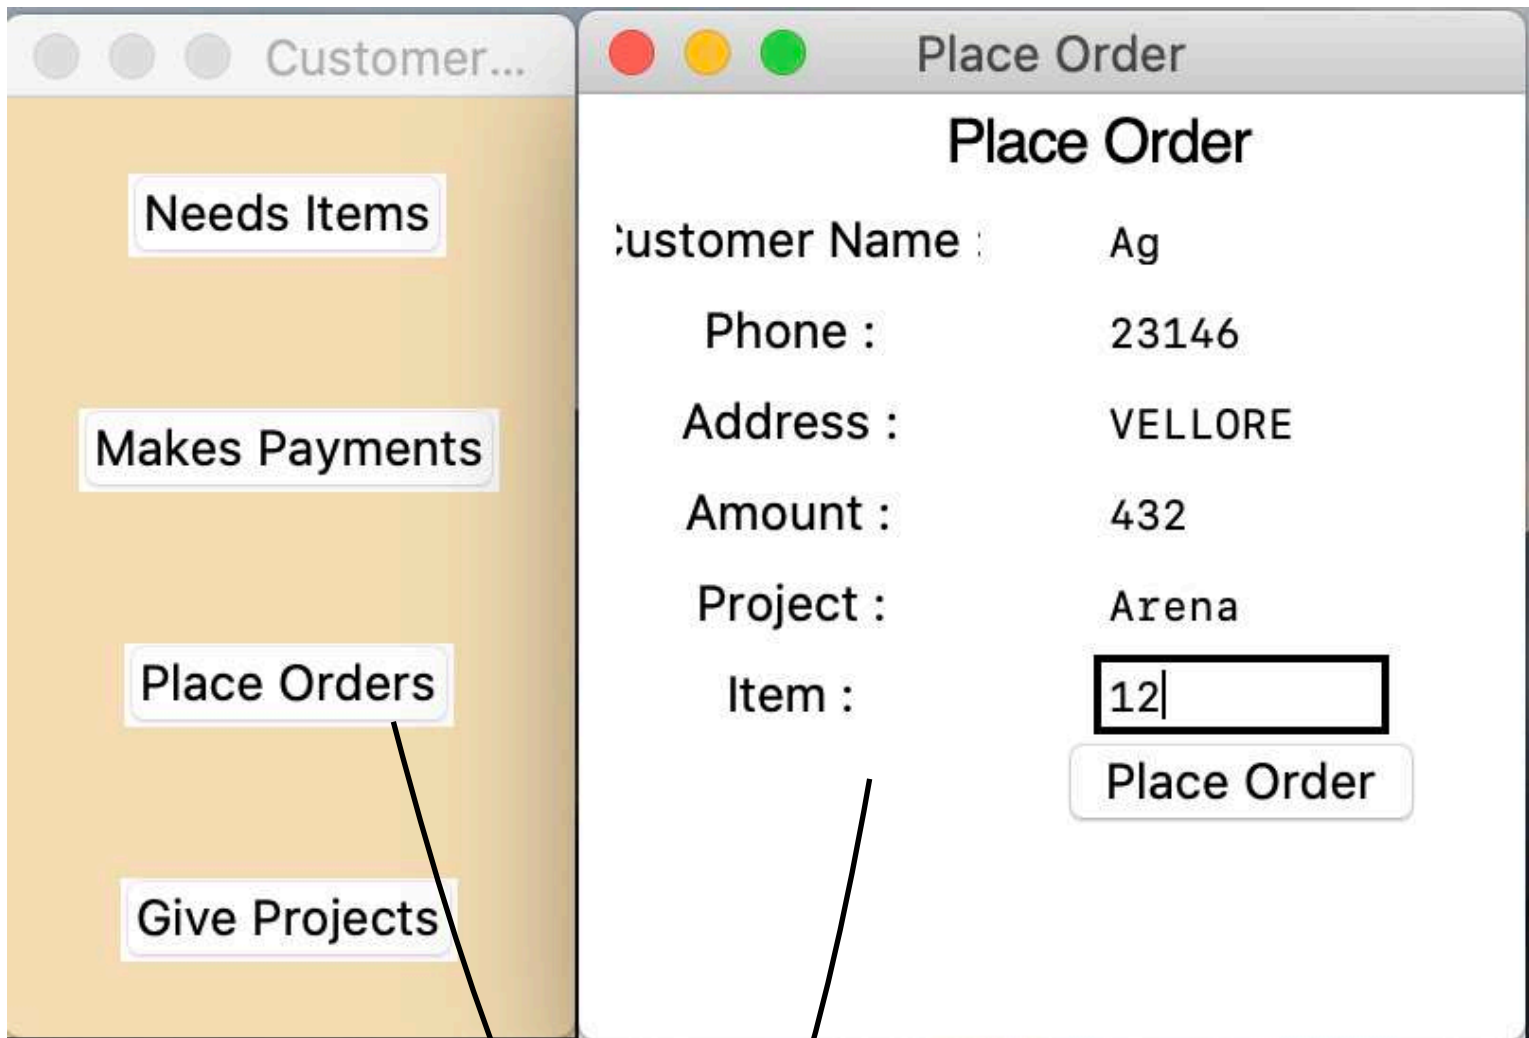 Customer...
Needs Items
Makes Payments
Place Orders
Give Projects
Place Order
Place Order
ustomer Name :
Ag
Phone :
23146
Address :
VELLORE
Amount :
432
Project :
Arena
Item :
12
Place Order